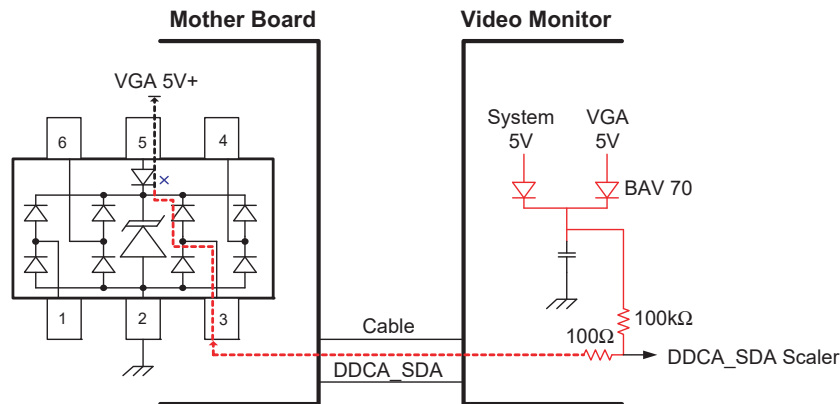 Mother Board
Video Monitor
VGA 5V+
System 5V
VGA 5V
6
5
4
×
BAV 70
1
2
3
Cable
100kΩ
100Ω
DDCA_SDA Scaler
DDCA_SDA